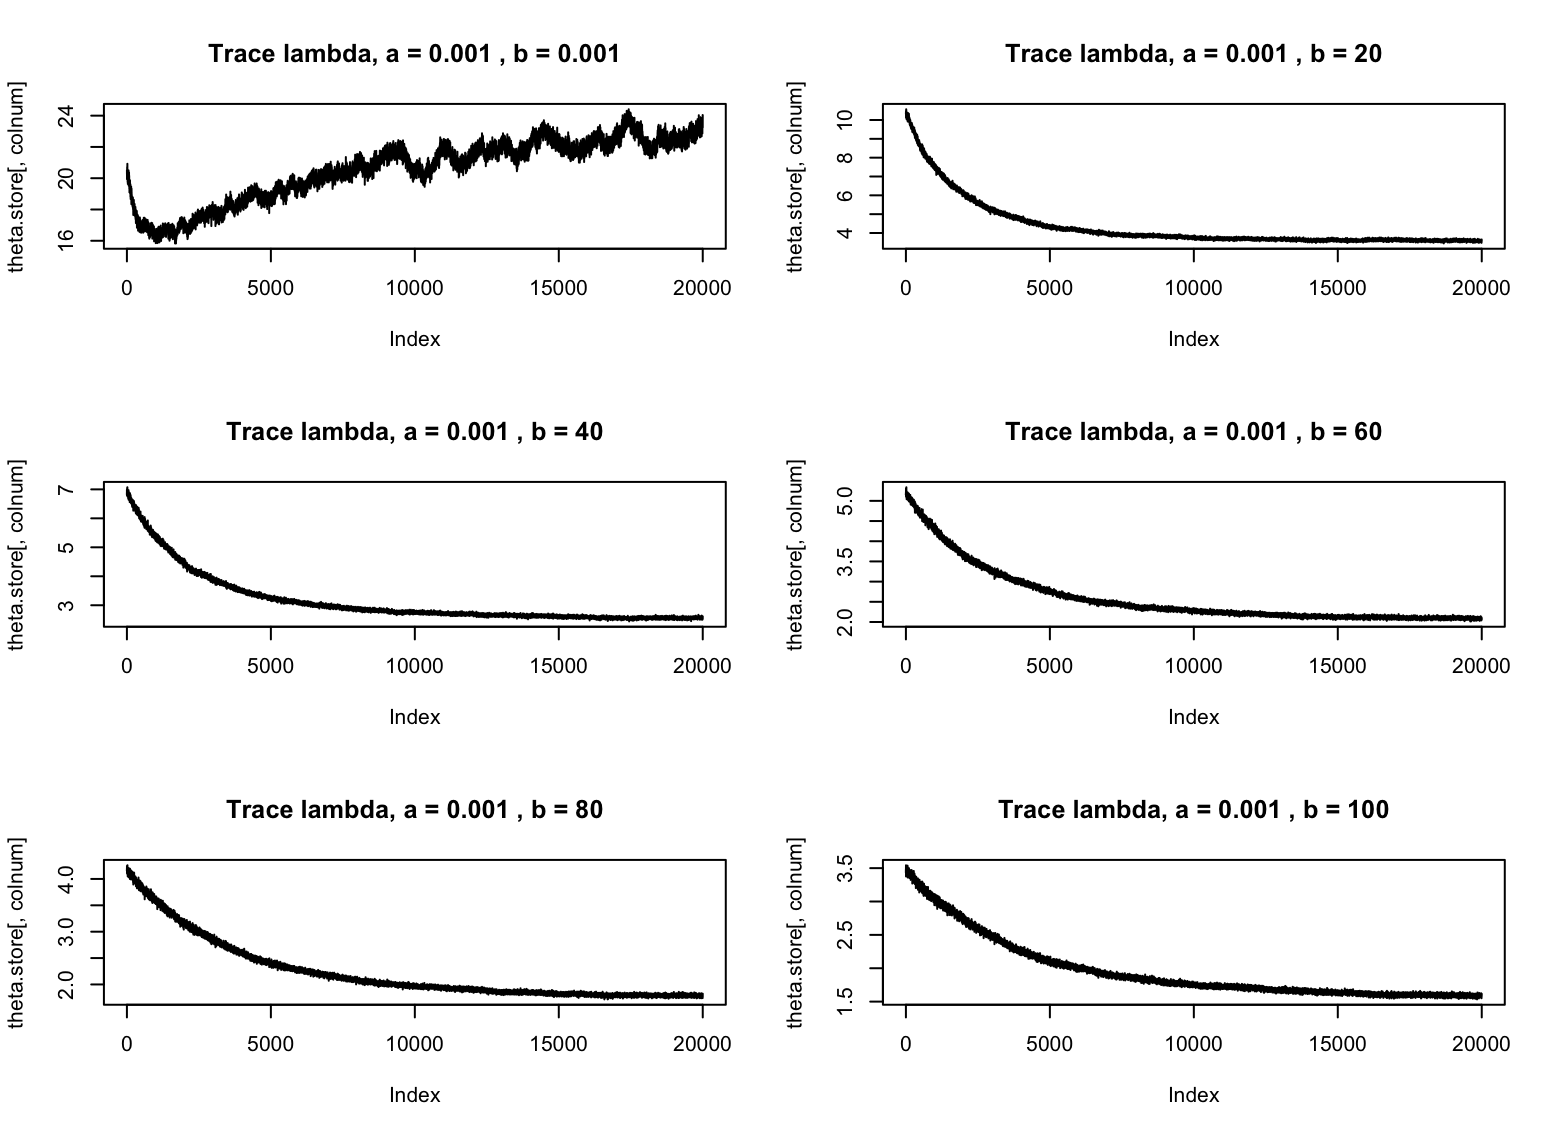 Trace lambda, a = 0.001 , b = 0.001
theta.store[, colnum]
16 20 24
0 5000 10000 15000 20000
Index
Trace lambda, a = 0.001 , b = 20
theta.store[, colnum]
4 6 8 10
0 5000 10000 15000 20000
Index
Trace lambda, a = 0.001 , b = 40
theta.store[, colnum]
3 5 7
0 5000 10000 15000 20000
Index
Trace lambda, a = 0.001 , b = 60
theta.store[, colnum]
2.0 3.5 5.0
0 5000 10000 15000 20000
Index
Trace lambda, a = 0.001 , b = 80
theta.store[, colnum]
2.0 3.0 4.0
0 5000 10000 15000 20000
Index
Trace lambda, a = 0.001 , b = 100
theta.store[, colnum]
1.5 2.5 3.5
0 5000 10000 15000 20000
Index